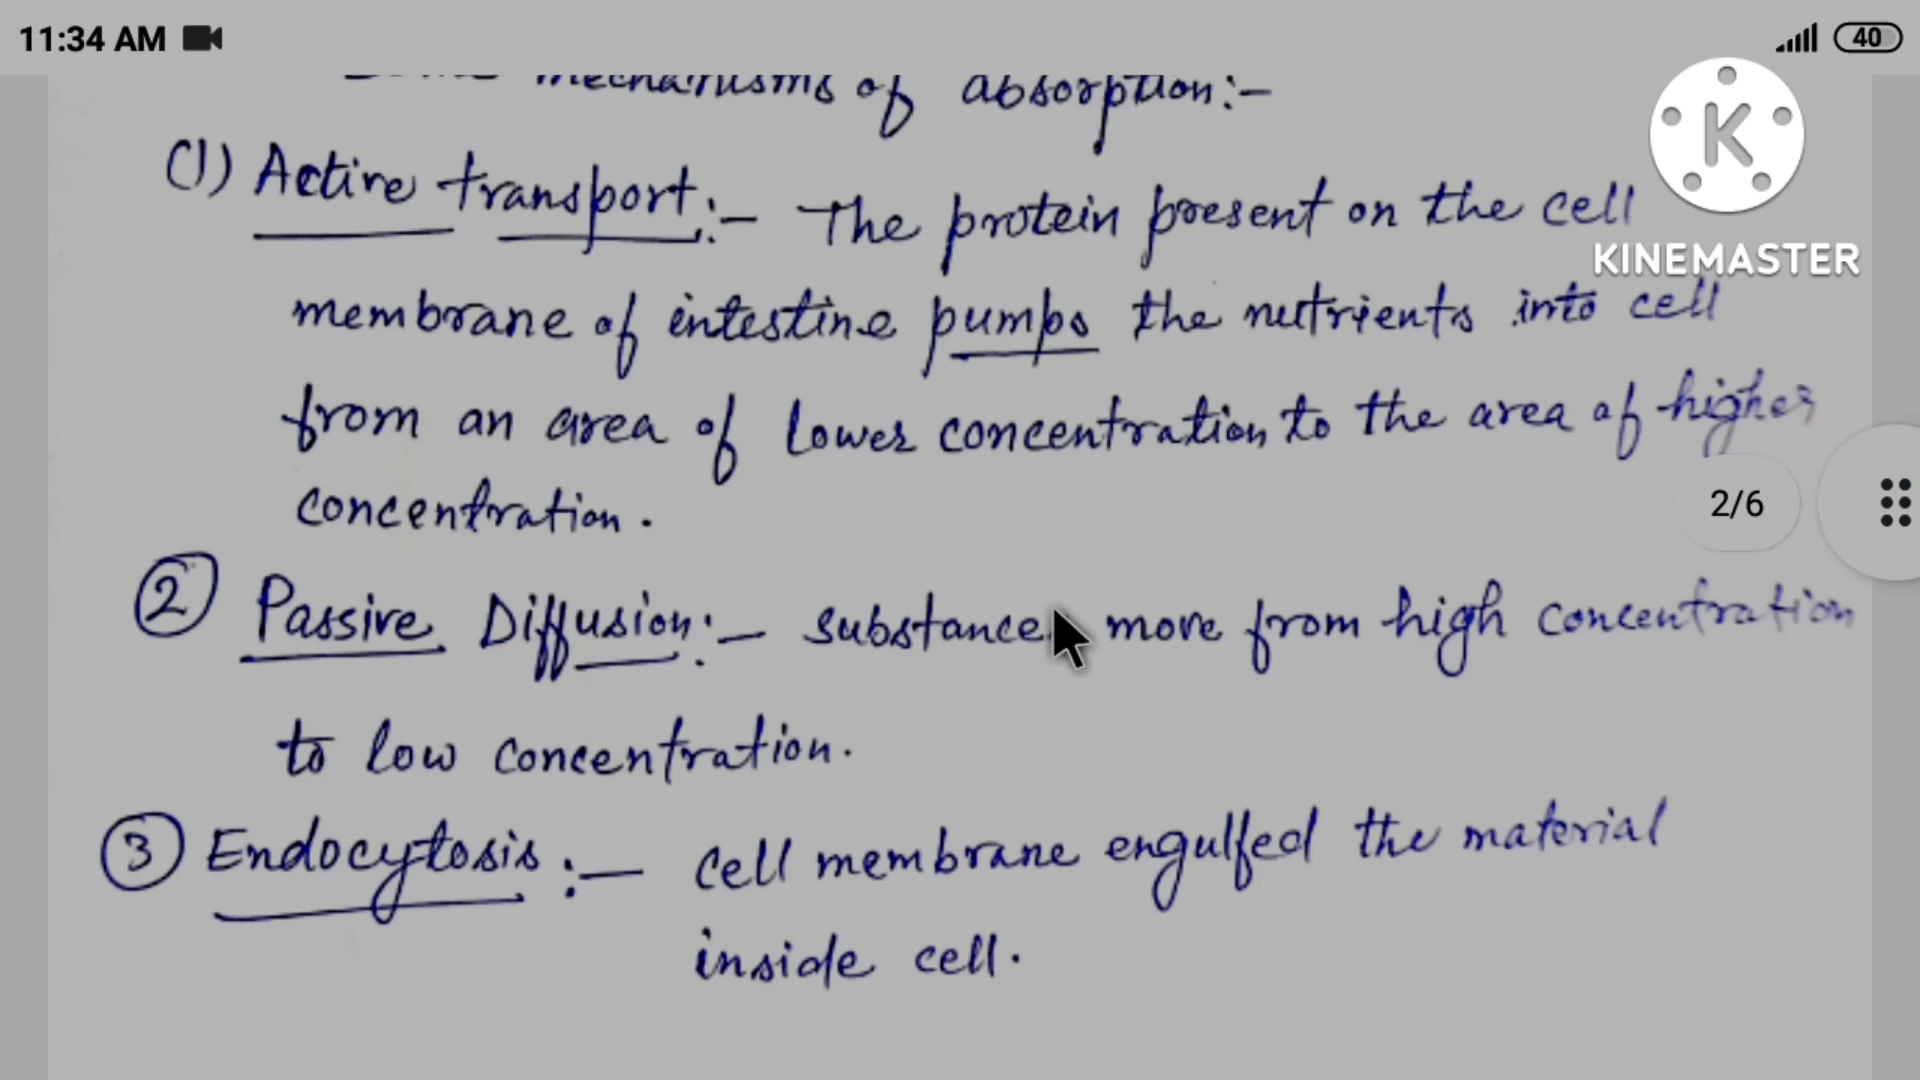 11:34 AM
40
mechanisms of absorption:-
(1) Active transport:- The protein present on the cell
KINEMASTER
membrane of intestine pumps the nutrients into cell
from an area of lower concentration to the area of higher
concentration.
2/6
② Passive Diffusion:- substance move from high concentration
to low concentration.
③ Endocytosis:- cell membrane engulfed the material
inside cell.